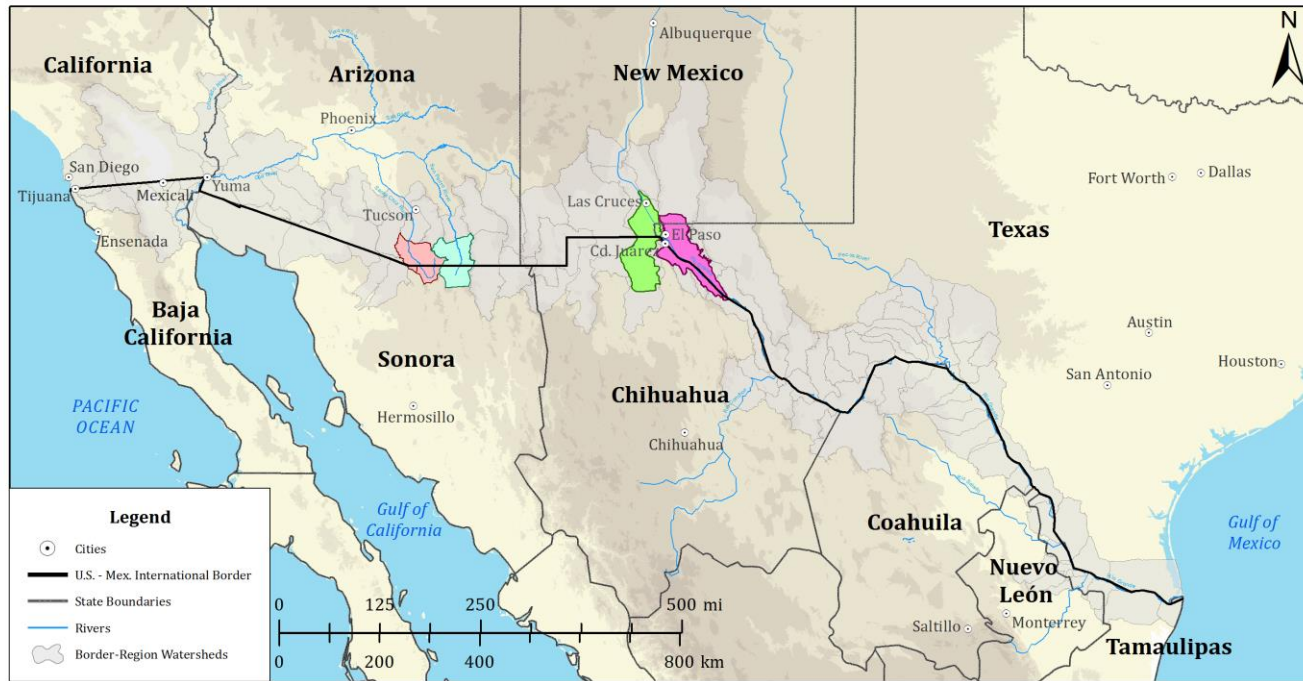 N
Albuquerque
California
Arizona
New Mexico
Phoenix
San Diego
Tijuana
Mexicali
Yuma
Las Cruces
Tucson
Fort Worth
Dallas
Ensenada
El Paso
Cd. Juarez
Texas
Baja
California
Sonora
Austin
Houston
San Antonio
PACIFIC
OCEAN
Hermosillo
Chihuahua
Chihuahua
Gulf of
California
Coahuila
Gulf of
Mexico
Nuevo
León
Rio Grande
Saltillo
Monterrey
Tamaulipas
Legend
Cities
U.S. - Mex. International Border
State Boundaries
Rivers
Border-Region Watersheds
0 125 250 500 mi
0 200 400 800 km